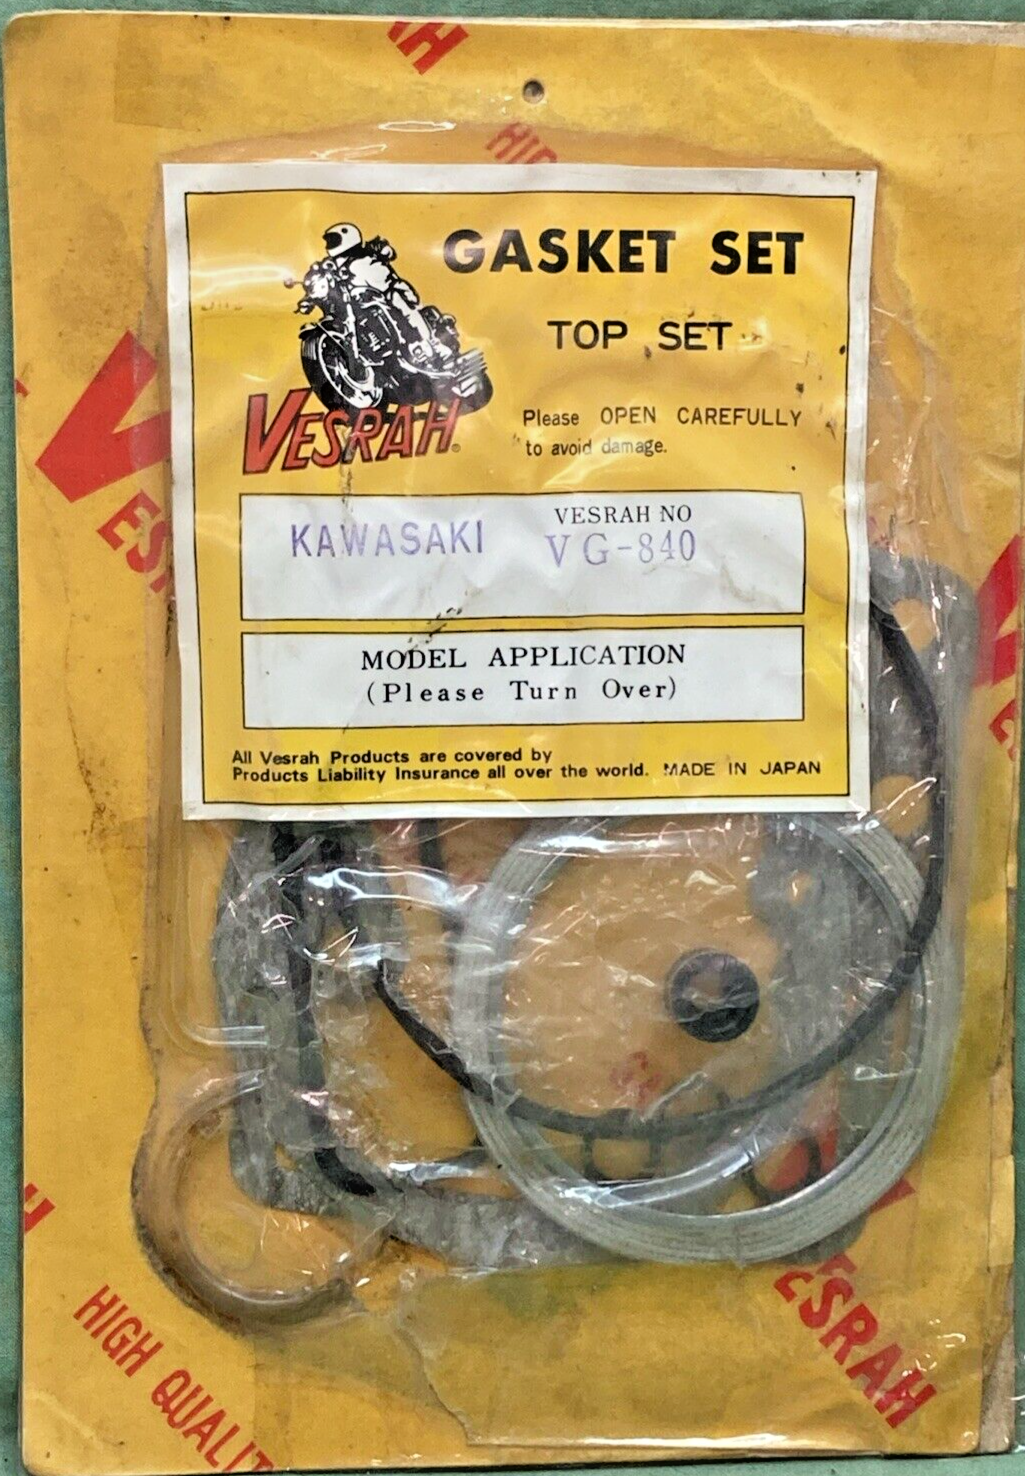 GASKET SET
TOP SET
VESRAH®
Please OPEN CAREFULLY
to avoid damage.
KAWASAKI
VESRAH NO
VG-840
MODEL APPLICATION
(Please Turn Over)
All Vesrah Products are covered by
Products Liability Insurance all over the world. MADE IN JAPAN
HIGH QUALIT
ESRAH